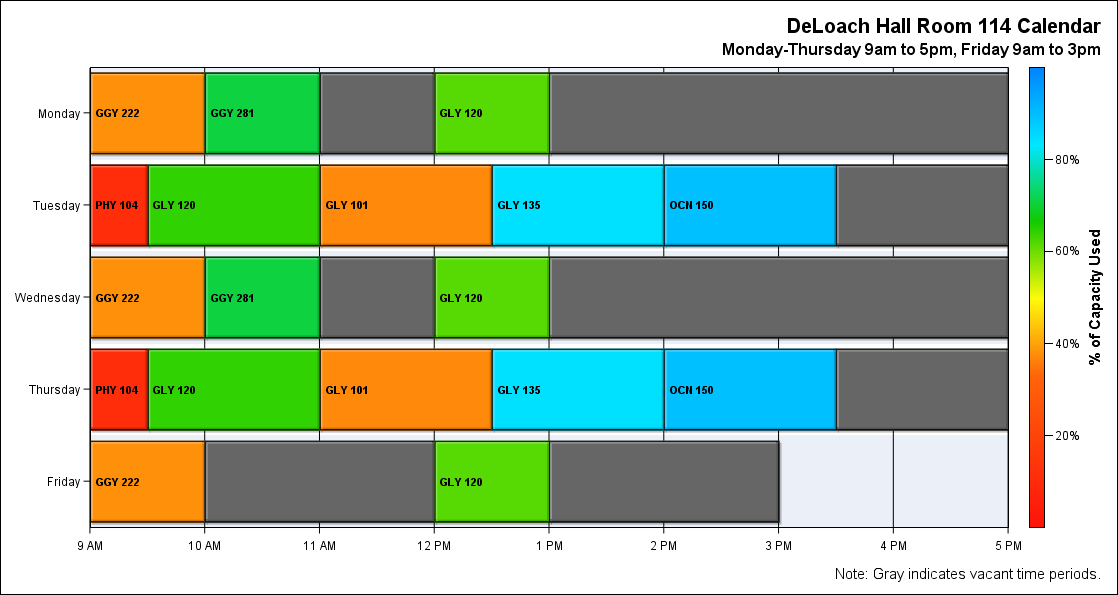 DeLoach Hall Room 114 Calendar
Monday-Thursday 9am to 5pm, Friday 9am to 3pm
Monday
GGY 222
GGY 281
GLY 120
Tuesday
PHY 104
GLY 120
GLY 101
GLY 135
OCN 150
Wednesday
GGY 222
GGY 281
GLY 120
Thursday
PHY 104
GLY 120
GLY 101
GLY 135
OCN 150
Friday
GGY 222
GLY 120
9 AM
10 AM
11 AM
12 PM
1 PM
2 PM
3 PM
4 PM
5 PM
80%
60%
40%
20%
% of Capacity Used
Note: Gray indicates vacant time periods.